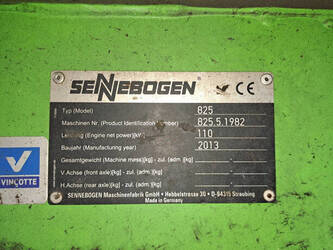 SENNEBOGEN CE
Typ (Model) 825
Maschinen Nr. (Product Identification Number) 825.5.1982
Leistung (Engine net power)[kW] 110
Baujahr (Manufacturing year) 2013
Gesamtgewicht (Machine mass)[kg] - zul. (adm.)[kg] -
V.Achse (front axle)[kg] - zul. (adm.)[kg] -
H.Achse (rear axle)[kg] - zul. (adm.)[kg] -
SENNEBOGEN Maschinenfabrik GmbH • Hebbelstrasse 30 • D-94315 Straubing
Made in Germany
V
VINÇOTTE